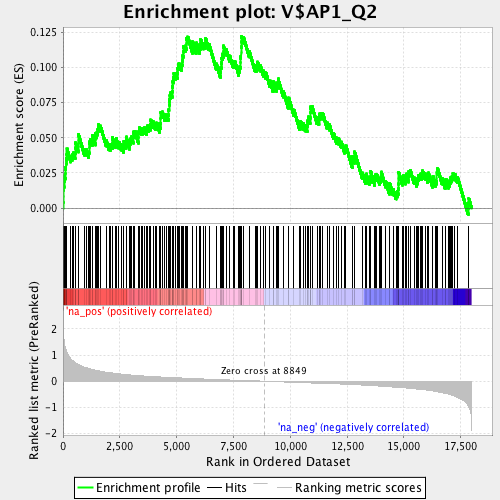 Enrichment plot: V$AP1_Q2
Enrichment score (ES)
0.125
0.100
0.075
0.050
0.025
0.000
'na_pos' (positively correlated)
Ranked list metric (PreRanked)
2
1
0
-1
-2
Zero cross at 8849
'na_neg' (negatively correlated)
0
2,500
5,000
7,500
10,000
12,500
15,000
17,500
Rank in Ordered Dataset
Enrichment profile
Hits
Ranking metric scores